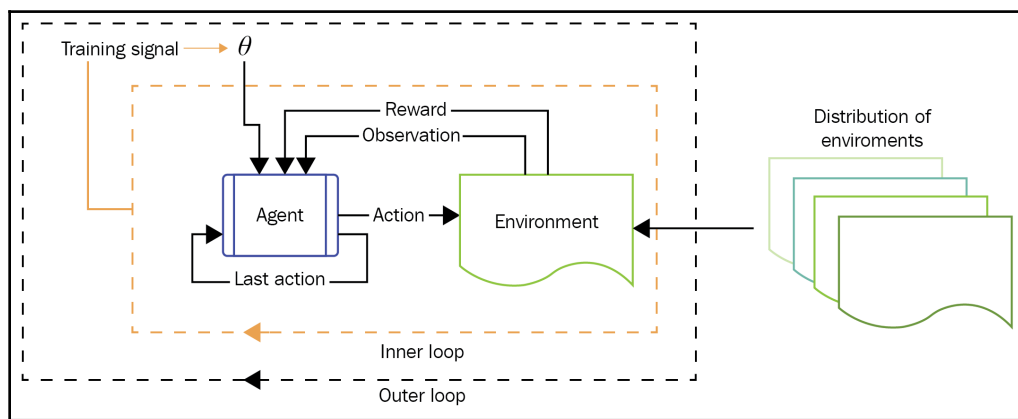 Training signal
θ
Reward
Observation
Distribution of
enviroments
Agent
Action
Environment
Last action
Inner loop
Outer loop